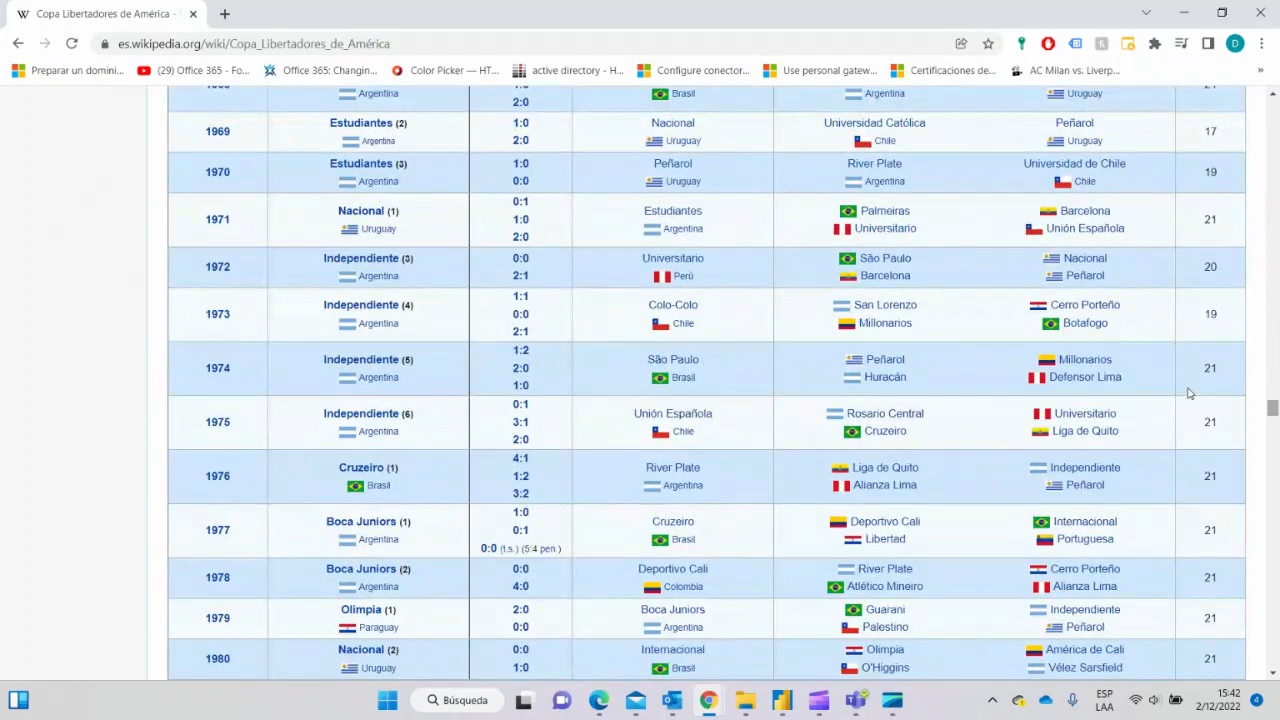 Copa Libertadores de América -
es.wikipedia.org/wiki/Copa_Libertadores_de_América
Preparar un domini...
(29) Office 365 - Fo...
Office 365: Changin...
Color Picker — HT...
active directory - H...
Configure conector...
Use personal gatew...
Certificaciones de...
AC Milan vs. Liverp...
»
Argentina
2:0
Brasil
Argentina
Uruguay
1969
Estudiantes (2)
Argentina
1:0
2:0
Nacional
Uruguay
Universidad Católica
Chile
Peñarol
Uruguay
17
1970
Estudiantes (3)
Argentina
1:0
0:0
Peñarol
Uruguay
River Plate
Argentina
Universidad de Chile
Chile
19
1971
Nacional (1)
Uruguay
0:1
1:0
2:0
Estudiantes
Argentina
Palmeiras
Universitario
Barcelona
Unión Española
21
1972
Independiente (3)
Argentina
0:0
2:1
Universitario
Perú
São Paulo
Barcelona
Nacional
Peñarol
20
1973
Independiente (4)
Argentina
1:1
0:0
2:1
Colo-Colo
Chile
San Lorenzo
Millonarios
Cerro Porteño
Botafogo
19
1974
Independiente (5)
Argentina
1:2
2:0
1:0
São Paulo
Brasil
Peñarol
Huracán
Millonarios
Defensor Lima
21
1975
Independiente (6)
Argentina
0:1
3:1
2:0
Unión Española
Chile
Rosario Central
Cruzeiro
Universitario
Liga de Quito
21
1976
Cruzeiro (1)
Brasil
4:1
1:2
3:2
River Plate
Argentina
Liga de Quito
Alianza Lima
Independiente
Peñarol
21
1977
Boca Juniors (1)
Argentina
1:0
0:1
0:0 (t.s.) (5:4 pen.)
Cruzeiro
Brasil
Deportivo Cali
Libertad
Internacional
Portuguesa
21
1978
Boca Juniors (2)
Argentina
0:0
4:0
Deportivo Cali
Colombia
River Plate
Atlético Mineiro
Cerro Porteño
Alianza Lima
21
1979
Olimpia (1)
Paraguay
2:0
0:0
Boca Juniors
Argentina
Guarani
Palestino
Independiente
Peñarol
21
1980
Nacional (2)
Uruguay
0:0
1:0
Internacional
Brasil
Olimpia
O'Higgins
América de Cali
Vélez Sarsfield
21
Búsqueda
ESP
LAA
15:42
2/12/2022
4